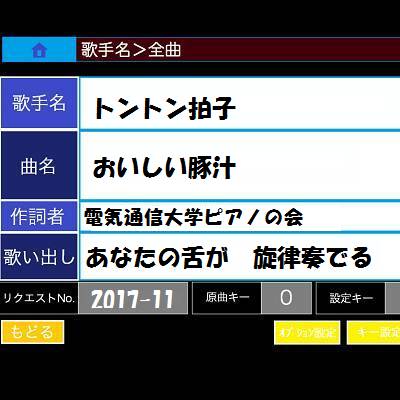 歌手名＞全曲
歌手名 トントン拍子
曲名 おいしい豚汁
作詞者 電気通信大学ピアノの会
歌い出し あなたの舌が 旋律奏でる
リクエストNo. 2017-11 原曲キー 0 設定キー
もどる オプション設定 キー設定